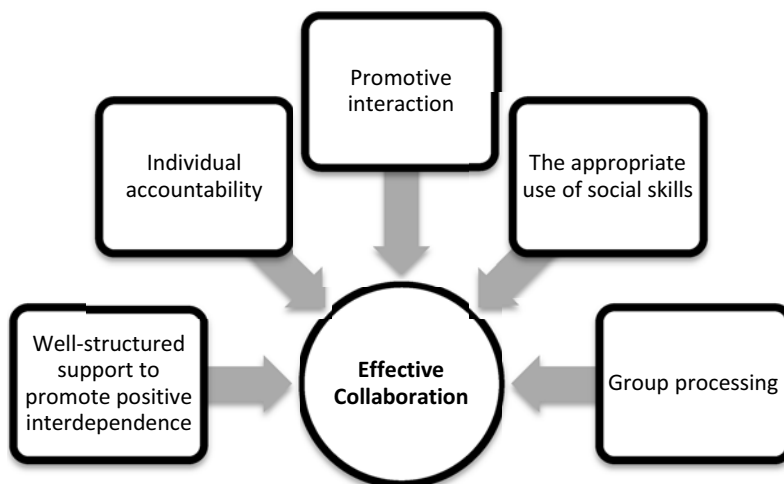 Promotive
interaction
Individual
accountability
The appropriate
use of social skills
Well-structured
support to
promote positive
interdependence
Effective
Collaboration
Group processing